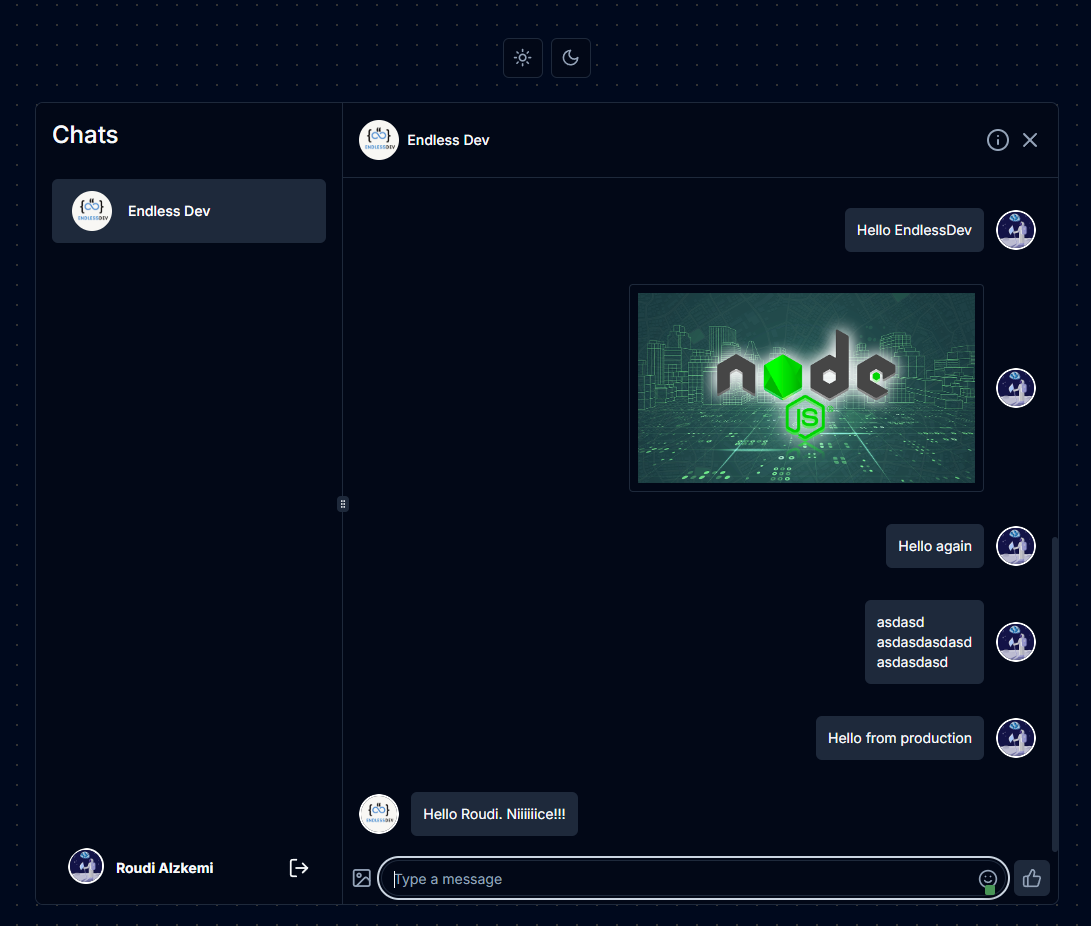 Chats
Endless Dev
ENDLESSDEV
Endless Dev
ENDLESSDEV
Hello EndlessDev
node
JS
Hello again
asdasd
asdasdasdasd
asdasdasd
Hello from production
ENDLESSDEV
Hello Roudi. Niiiiiice!!!
Roudi Alzkemi
Type a message